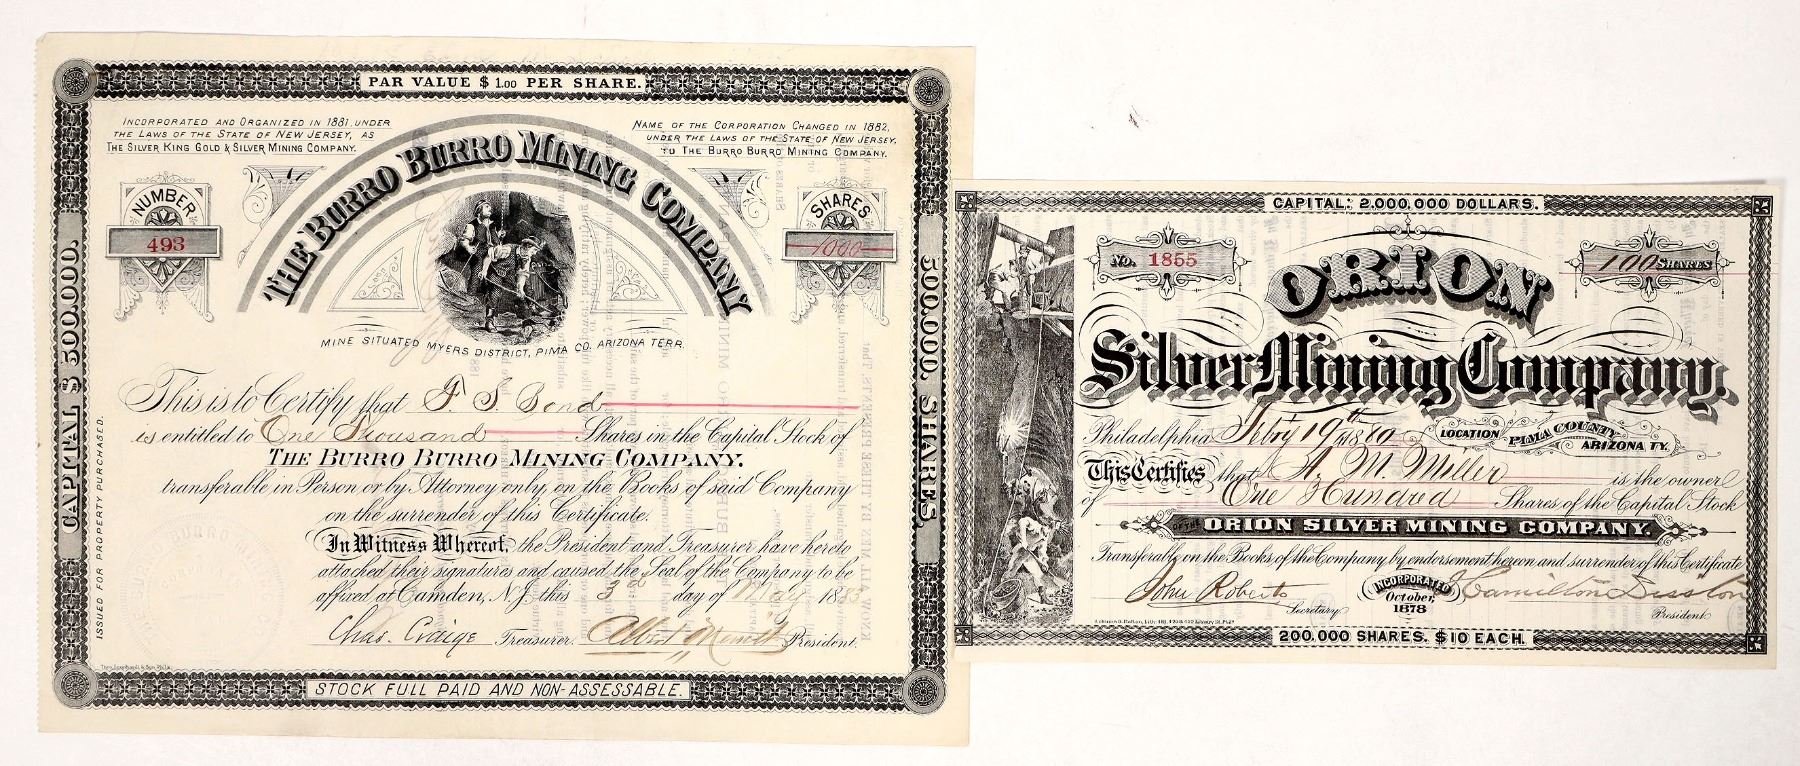 PAR VALUE $ 1.00 PER SHARE.
INCORPORATED AND ORGANIZED IN 1881, UNDER
THE LAWS OF THE STATE OF NEW JERSEY, AS
THE SILVER KING GOLD & SILVER MINING COMPANY.
NAME OF THE CORPORATION CHANGED IN 1882,
UNDER THE LAWS OF THE STATE OF NEW JERSEY.
TO THE BURRO BURRO MINING COMPANY.
THE BURRO BURRO MINING COMPANY
NUMBER
493
SHARES
1000
MINE SITUATED MYERS DISTRICT, PIMA CO. ARIZONA TERR.
CAPITAL $ 500.000.
500.000. SHARES.
ISSUED FOR PROPERTY PURCHASED.
This is to Certify that F. S. Bond
is entitled to One Thousand Shares in the Capital Stock of
THE BURRO BURRO MINING COMPANY.
transferable in Person or by Attorney only, on the Books of said Company
on the surrender of this Certificate.
In Witness Whereof, the President and Treasurer have hereto
attached their signatures and caused the Seal of the Company to be
affixed at Camden, N.J. this 3rd day of May 1883
Chas. Craige Treasurer. Albert President.
STOCK FULL PAID AND NON-ASSESSABLE.
CAPITAL: 2,000,000 DOLLARS.
No. 1855
100 SHARES
ORION
Silver Mining Company.
Philadelphia Feby 19th 1880
LOCATION PIMA COUNTY ARIZONA TY.
This Certifies that A. M. Miller is the owner
of One Hundred Shares of the Capital Stock
OF THE ORION SILVER MINING COMPANY.
Transferable on the Books of the Company by endorsement hereon and surrender of this Certificate
John Roberts Secretary
INCORPORATED
October,
1878
Hamilton Disston
President.
200.000 SHARES. $10 EACH.